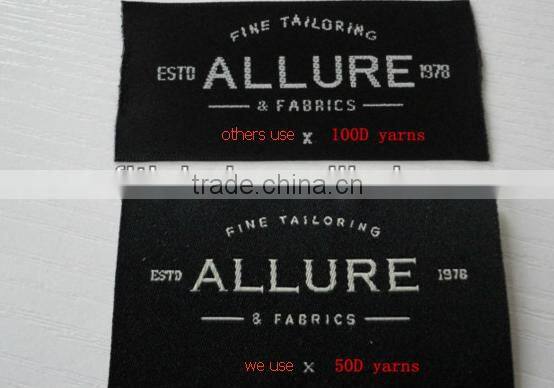 FINE TAILORING
ESTD ALLURE 1978
& FABRICS
others use x 100D yarns
trade.china.cn
FINE TAILORING
ESTD ALLURE 1978
& FABRICS
we use x 50D yarns